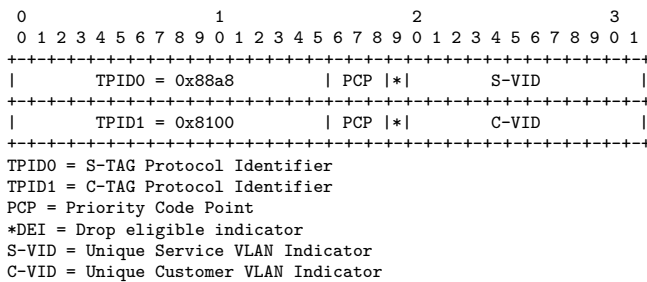 0                   1                   2                   3
 0 1 2 3 4 5 6 7 8 9 0 1 2 3 4 5 6 7 8 9 0 1 2 3 4 5 6 7 8 9 0 1
+-+-+-+-+-+-+-+-+-+-+-+-+-+-+-+-+-+-+-+-+-+-+-+-+-+-+-+-+-+-+-+-+
|        TPID0 = 0x88a8         | PCP |*|        S-VID          |
+-+-+-+-+-+-+-+-+-+-+-+-+-+-+-+-+-+-+-+-+-+-+-+-+-+-+-+-+-+-+-+-+
|        TPID1 = 0x8100         | PCP |*|        C-VID          |
+-+-+-+-+-+-+-+-+-+-+-+-+-+-+-+-+-+-+-+-+-+-+-+-+-+-+-+-+-+-+-+-+
TPID0 = S-TAG Protocol Identifier
TPID1 = C-TAG Protocol Identifier
PCP = Priority Code Point
*DEI = Drop eligible indicator
S-VID = Unique Service VLAN Indicator
C-VID = Unique Customer VLAN Indicator